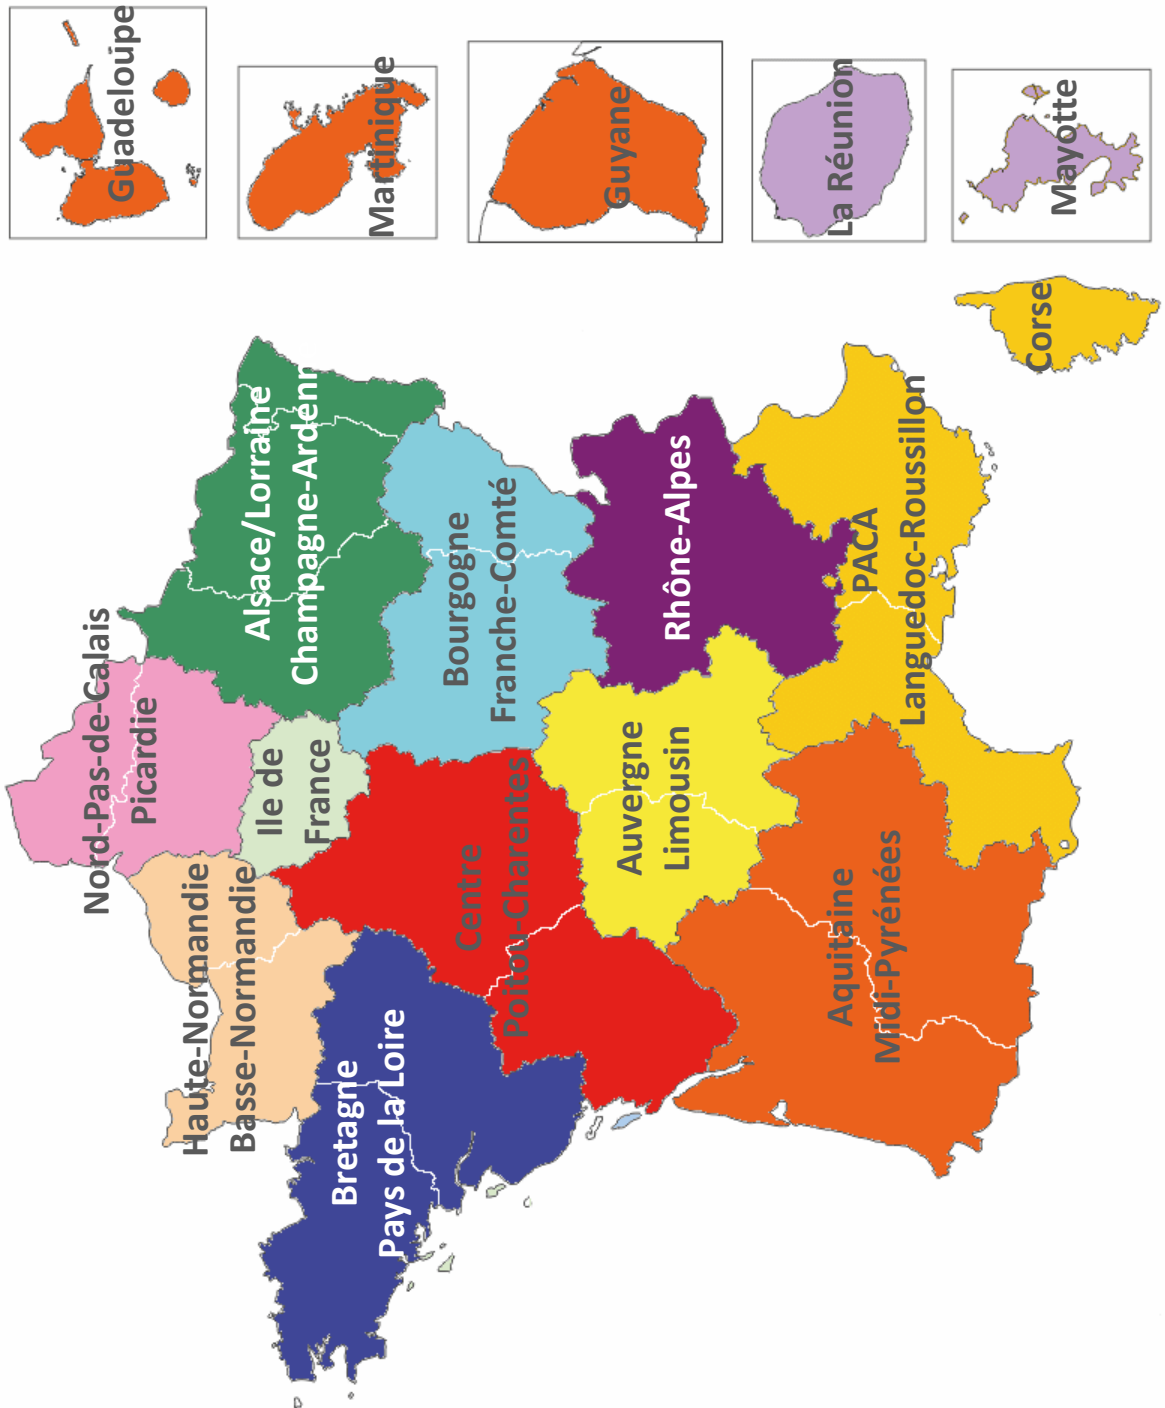 Nord-Pas-de-Calais
Picardie
Haute-Normandie
Basse-Normandie
Ile de
France
Alsace/Lorraine
Champagne-Ardenn
Bretagne
Pays de la Loire
Centre
Poitou-Charentes
Bourgogne
Franche-Comté
Auvergne
Limousin
Rhône-Alpes
Aquitaine
Midi-Pyrénées
PACA
Languedoc-Roussillon
Corse
Guadeloupe
Martinique
Guyane
La Réunion
Mayotte